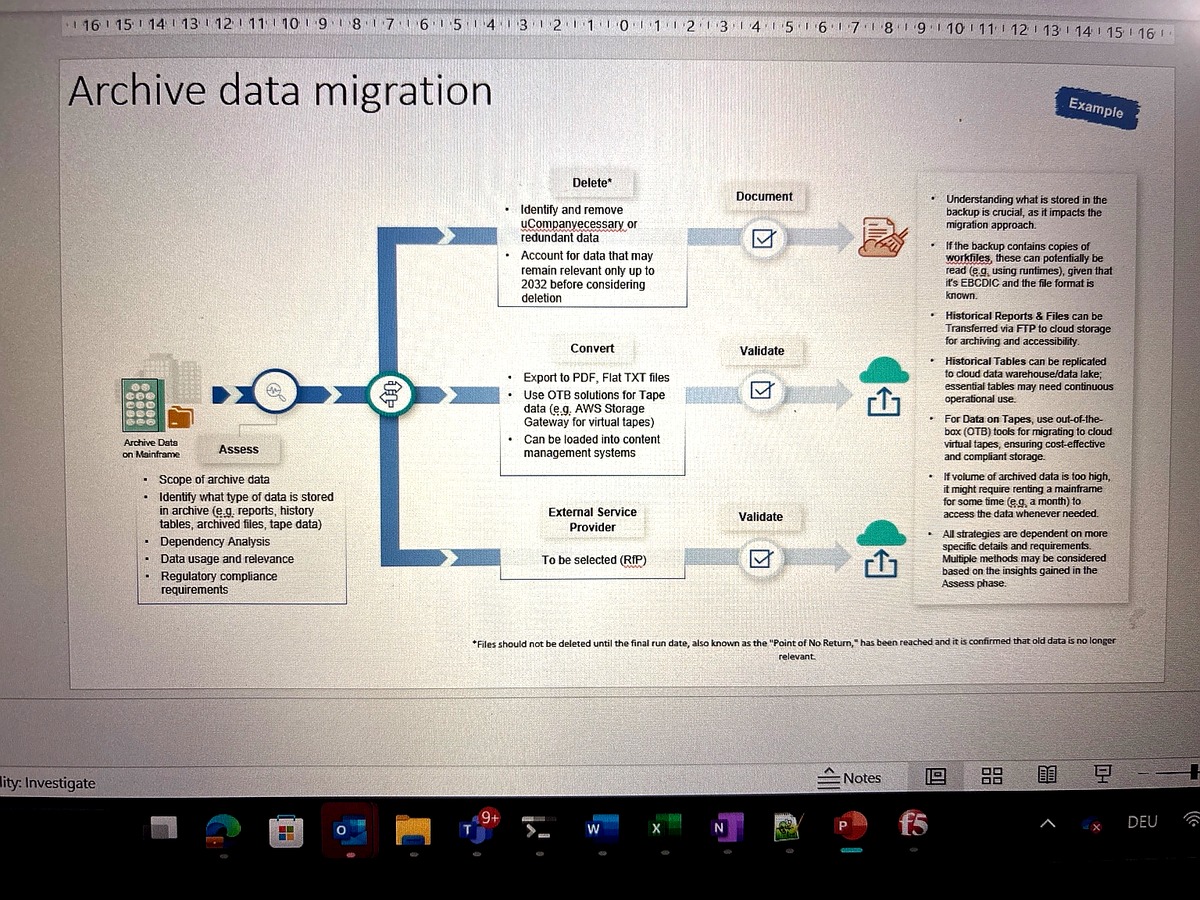 16 15 14 13 12 11 10 9 8 7 6 5 4 3 2 1 0 1 2 3 4 5 6 7 8 9 10 11 12 13 14 15 16
Archive data migration
Example
Delete*
• Identify and remove
uCompanyecessary or
redundant data
• Account for data that may
remain relevant only up to
2032 before considering
deletion
Document
Archive Data
on Mainframe
Assess
• Scope of archive data
• Identify what type of data is stored
in archive (e.g. reports, history
tables, archived files, tape data)
• Dependency Analysis
• Data usage and relevance
• Regulatory compliance
requirements
Convert
• Export to PDF, Flat TXT files
• Use OTB solutions for Tape
data (e.g. AWS Storage
Gateway for virtual tapes)
• Can be loaded into content
management systems
Validate
External Service
Provider
To be selected (RfP)
Validate
• Understanding what is stored in the
backup is crucial, as it impacts the
migration approach.
• If the backup contains copies of
workfiles, these can potentially be
read (e.g. using runtimes), given that
it's EBCDIC and the file format is
known.
• Historical Reports & Files can be
Transferred via FTP to cloud storage
for archiving and accessibility.
• Historical Tables can be replicated
to cloud data warehouse/data lake;
essential tables may need continuous
operational use.
• For Data on Tapes, use out-of-the-
box (OTB) tools for migrating to cloud
virtual tapes, ensuring cost-effective
and compliant storage.
• If volume of archived data is too high,
it might require renting a mainframe
for some time (e.g. a month) to
access the data whenever needed.
• All strategies are dependent on more
specific details and requirements.
Multiple methods may be considered
based on the insights gained in the
Assess phase.
*Files should not be deleted until the final run date, also known as the "Point of No Return," has been reached and it is confirmed that old data is no longer
relevant.
lity: Investigate
Notes
O
T
9+
W
X
N
P
f5
DEU